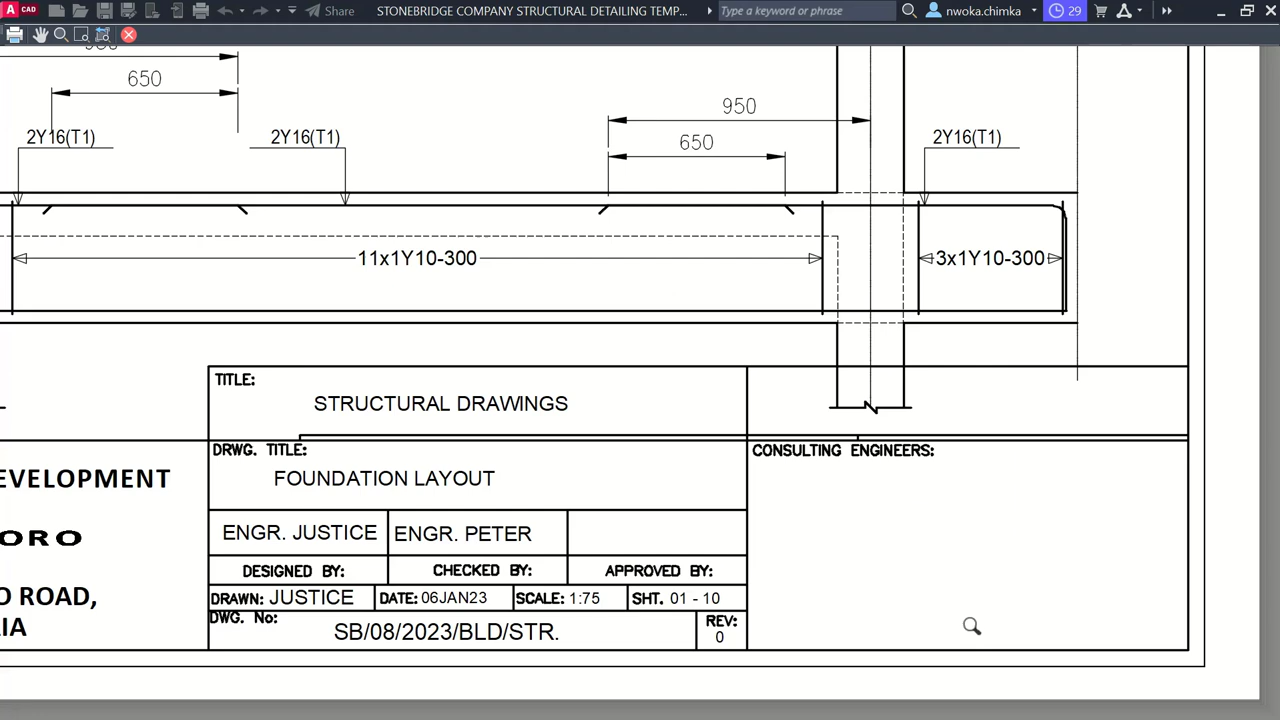 A CAD Share STONEBRIDGE COMPANY STRUCTURAL DETAILING TEMP... Type a keyword or phrase nwoka.chimka 29
650
950
650
2Y16(T1) 2Y16(T1) 2Y16(T1)
11x1Y10-300 3x1Y10-300
TITLE:
STRUCTURAL DRAWINGS
DRWG. TITLE:
FOUNDATION LAYOUT
CONSULTING ENGINEERS:
EVELOPMENT
ORO
O ROAD,
IA
ENGR. JUSTICE ENGR. PETER
DESIGNED BY: CHECKED BY: APPROVED BY:
DRAWN: JUSTICE DATE: 06JAN23 SCALE: 1:75 SHT. 01 - 10
DWG. No: SB/08/2023/BLD/STR. REV: 0